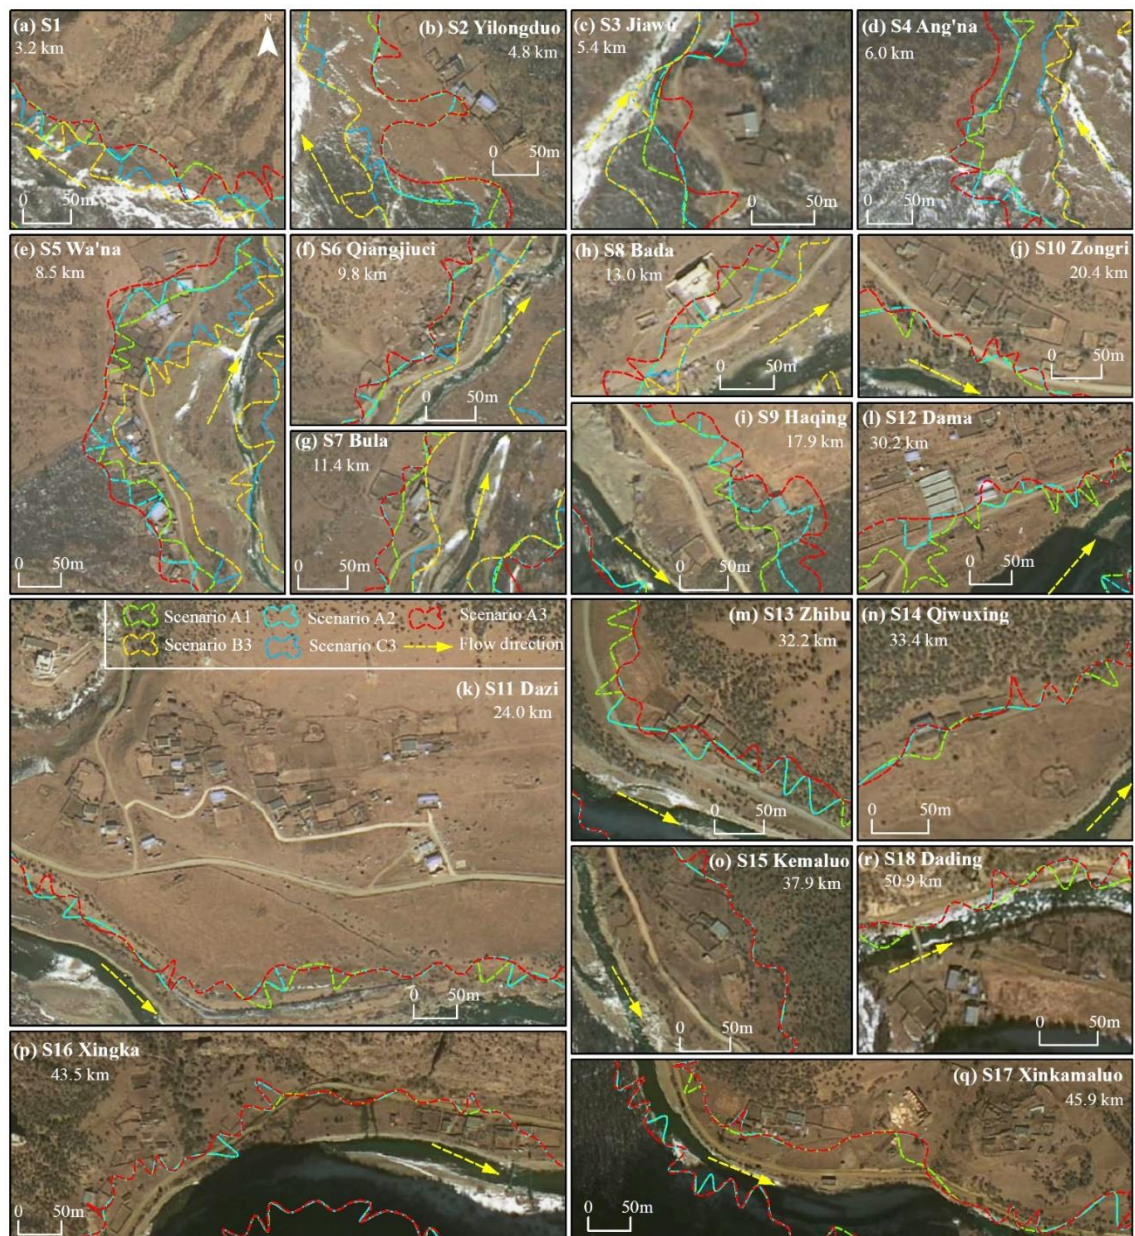 (a) S1
3.2 km
N
0 50m
(b) S2 Yilongduo
4.8 km
0 50m
(c) S3 Jiawu
5.4 km
0 50m
(d) S4 Ang'na
6.0 km
0 50m
(e) S5 Wa'na
8.5 km
0 50m
(f) S6 Qiangjiuci
9.8 km
0 50m
(g) S7 Bula
11.4 km
0 50m
(h) S8 Bada
13.0 km
0 50m
(j) S10 Zongri
20.4 km
0 50m
(i) S9 Haqing
17.9 km
0 50m
(l) S12 Dama
30.2 km
0 50m
Scenario A1 Scenario A2 Scenario A3
Scenario B3 Scenario C3 Flow direction
(k) S11 Dazi
24.0 km
0 50m
(m) S13 Zhibu
32.2 km
0 50m
(n) S14 Qiwuxing
33.4 km
0 50m
(o) S15 Kemaluo
37.9 km
0 50m
(r) S18 Dading
50.9 km
0 50m
(p) S16 Xingka
43.5 km
0 50m
(q) S17 Xinkamaluo
45.9 km
0 50m